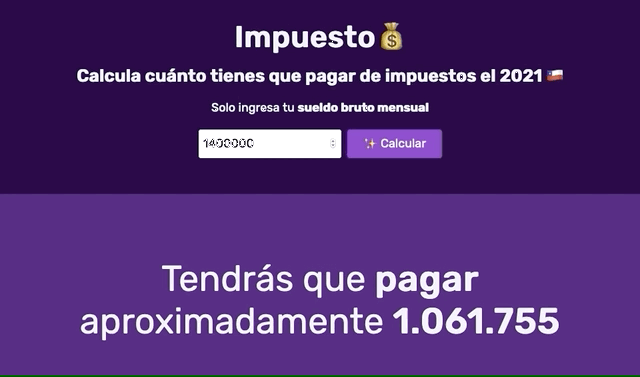 Impuesto💰
Calcula cuánto tienes que pagar de impuestos el 2021 🇨🇱
Solo ingresa tu sueldo bruto mensual
1400000
✨ Calcular
Tendrás que pagar
aproximadamente 1.061.755